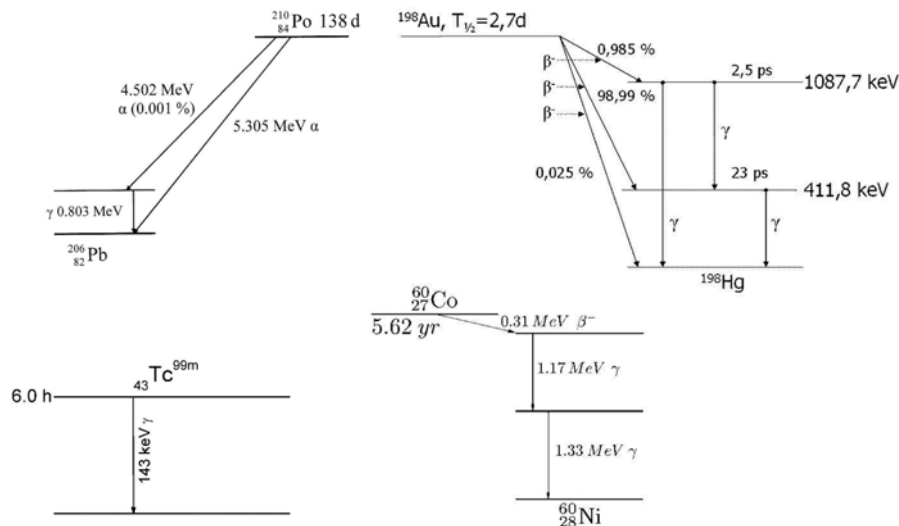 210
84 Po 138 d
4.502 MeV
α (0.001 %)
5.305 MeV α
γ 0.803 MeV
206
82 Pb
198Au, T½=2,7d
0,985 %
β-
2,5 ps
1087,7 keV
β-
98,99 %
β-
γ
0,025 %
23 ps
411,8 keV
γ
γ
198Hg
60
27 Co
5.62 yr
0.31 MeV β−
1.17 MeV γ
1.33 MeV γ
60
28 Ni
43 Tc99m
6.0 h
143 keV γ